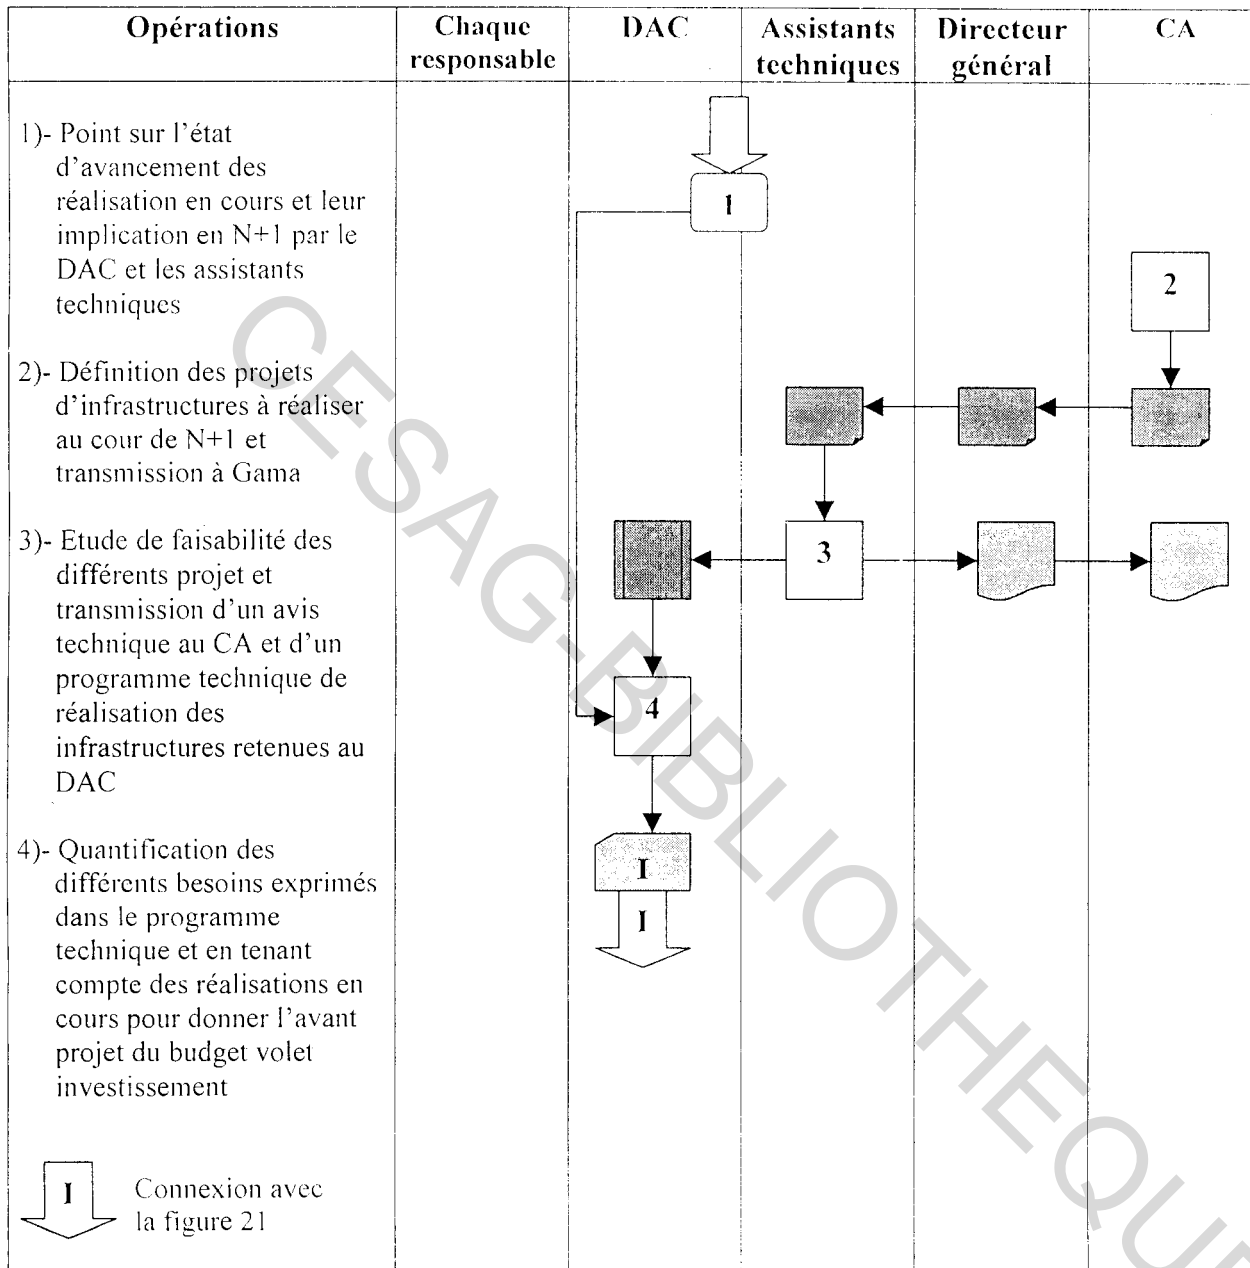 Opérations
Chaque
responsable
DAC
Assistants
techniques
Directeur
général
CA
1)- Point sur l'état
d'avancement des
réalisation en cours et leur
implication en N+1 par le
DAC et les assistants
techniques
2)- Définition des projets
d'infrastructures à réaliser
au cour de N+1 et
transmission à Gama
3)- Etude de faisabilité des
différents projet et
transmission d'un avis
technique au CA et d'un
programme technique de
réalisation des
infrastructures retenues au
DAC
4)- Quantification des
différents besoins exprimés
dans le programme
technique et en tenant
compte des réalisations en
cours pour donner l'avant
projet du budget volet
investissement
I
Connexion avec
la figure 21
1
2
3
4
I
I
CESAG-BIBLIOTHEQUE